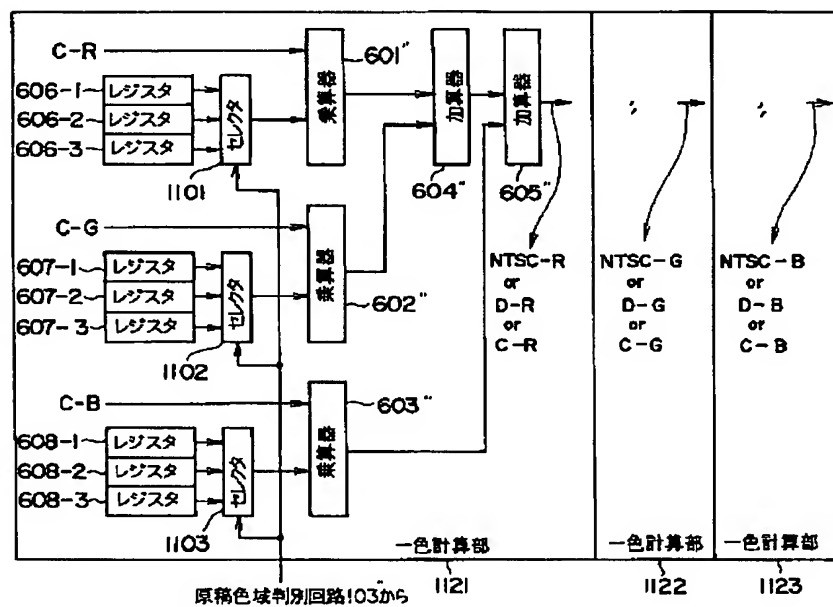 C-R
606-1
606-2
606-3
レジスタ
レジスタ
レジスタ
セレクタ
1101
乗算器
601"
加算器
604"
加算器
605"
C-G
607-1
607-2
607-3
レジスタ
レジスタ
レジスタ
セレクタ
1102
乗算器
602"
C-B
608-1
608-2
608-3
レジスタ
レジスタ
レジスタ
セレクタ
1103
乗算器
603"
NTSC-R
or
D-R
or
C-R
NTSC-G
or
D-G
or
C-G
NTSC-B
or
D-B
or
C-B
一色計算部
一色計算部
一色計算部
原稿色域判別回路103"から
1121
1122
1123